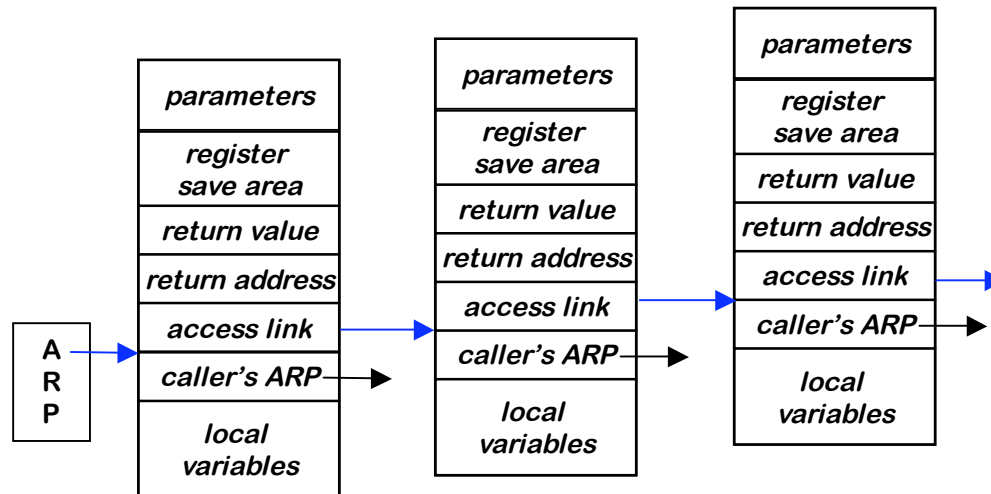 A
R
P
parameters
register
save area
return value
return address
access link
caller's ARP
local
variables
parameters
register
save area
return value
return address
access link
caller's ARP
local
variables
parameters
register
save area
return value
return address
access link
caller's ARP
local
variables